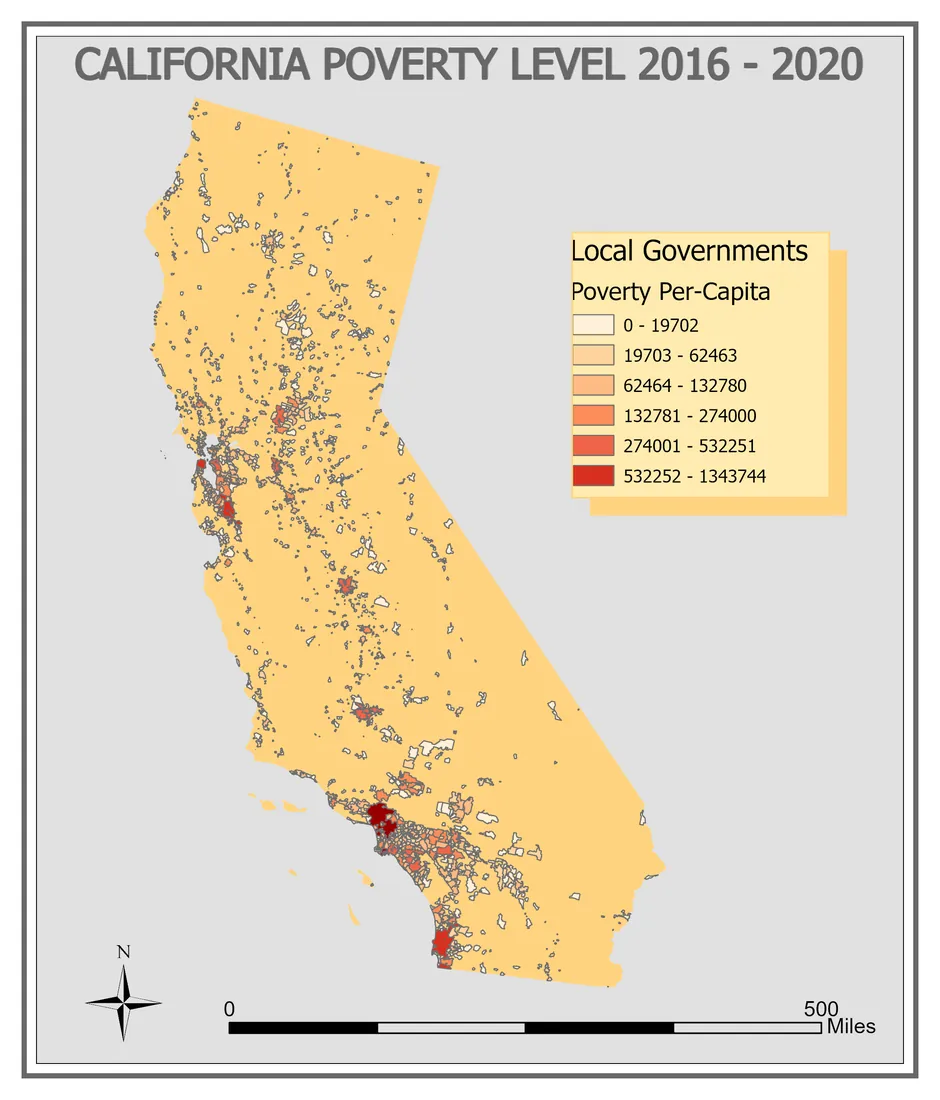 CALIFORNIA POVERTY LEVEL 2016 - 2020
Local Governments
Poverty Per-Capita
0 - 19702
19703 - 62463
62464 - 132780
132781 - 274000
274001 - 532251
532252 - 1343744
N
0 500
Miles